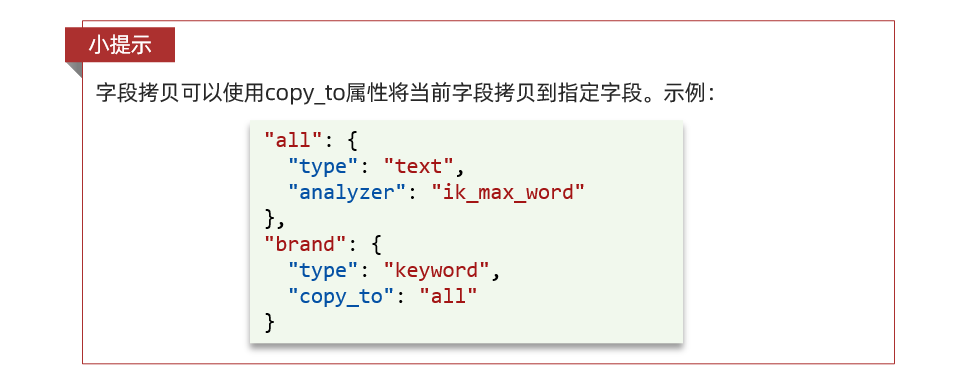 小提示
字段拷贝可以使用copy_to属性将当前字段拷贝到指定字段。示例：
"all": {
  "type": "text",
  "analyzer": "ik_max_word"
},
"brand": {
  "type": "keyword",
  "copy_to": "all"
}